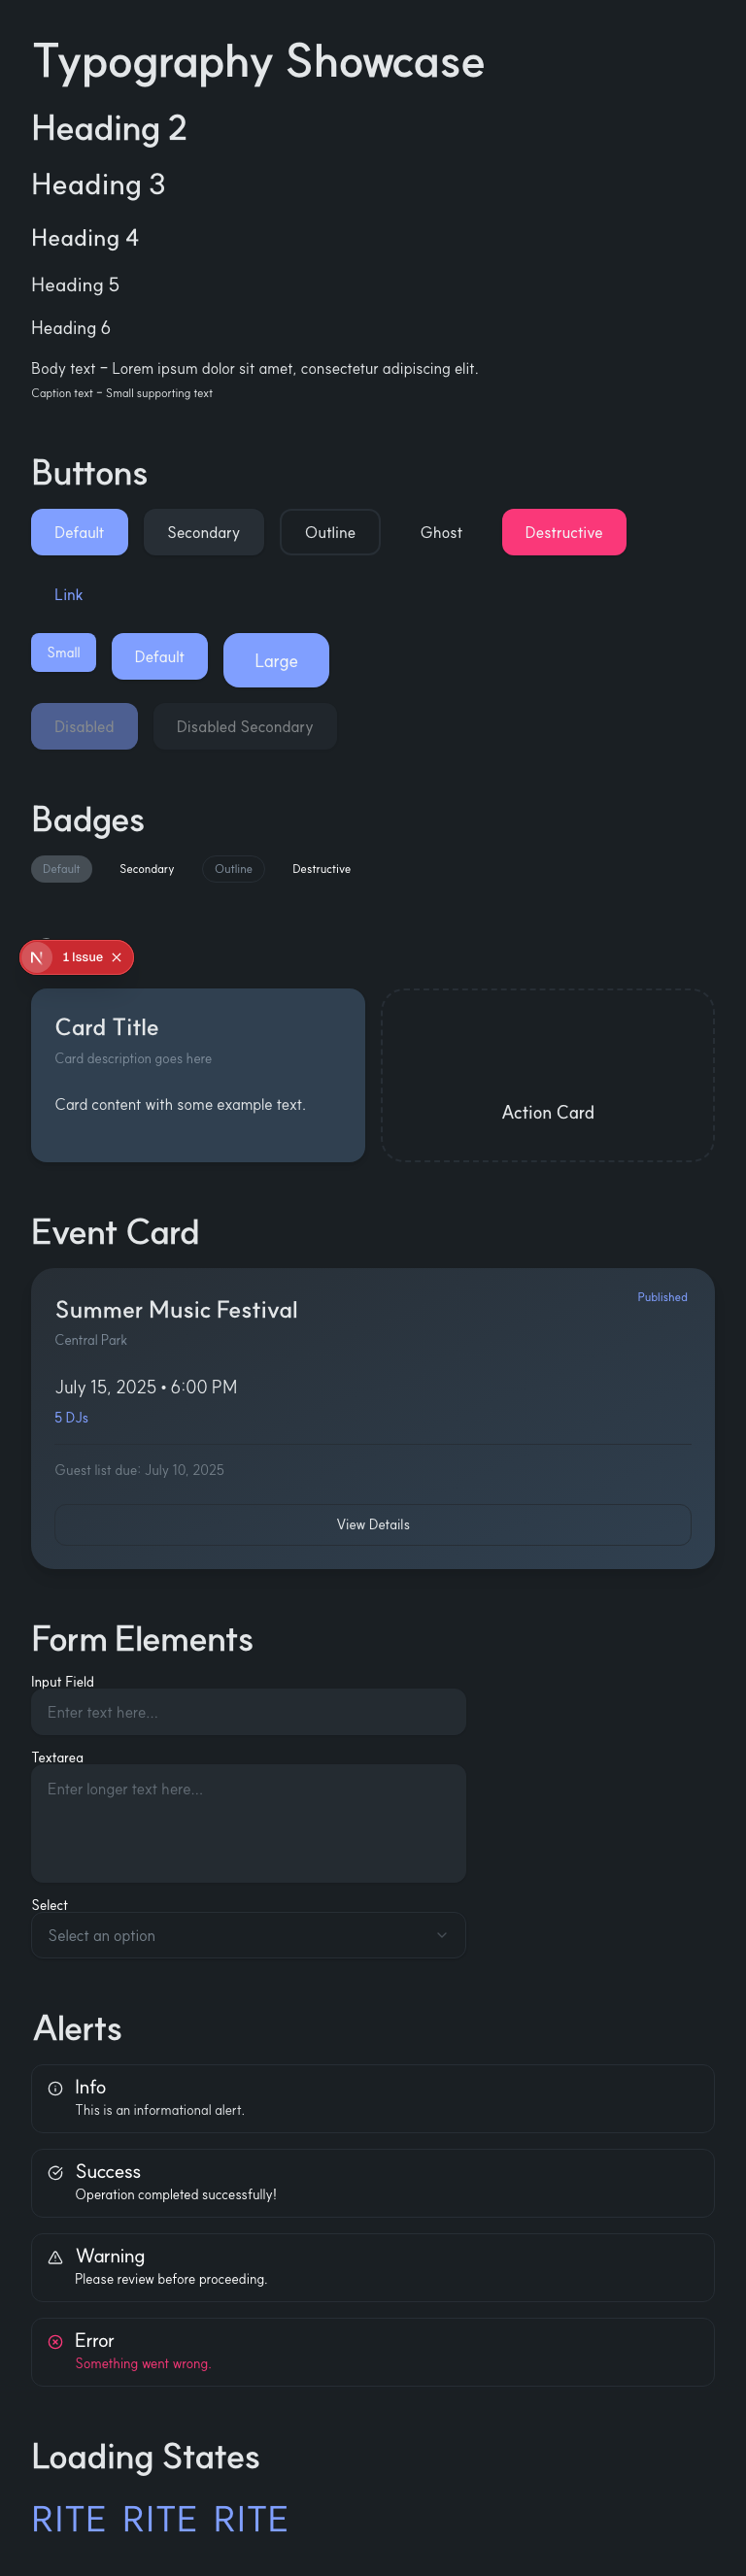 Typography Showcase
Heading 2
Heading 3
Heading 4
Heading 5
Heading 6
Body text - Lorem ipsum dolor sit amet, consectetur adipiscing elit.
Caption text - Small supporting text
Buttons
Default Secondary Outline Ghost Destructive
Link
Small Default Large
Disabled Disabled Secondary
Badges
Default Secondary Outline Destructive
N 1 Issue
Card Title
Card description goes here
Card content with some example text.
Action Card
Event Card
Summer Music Festival
Published
Central Park
July 15, 2025 • 6:00 PM
5 DJs
Guest list due: July 10, 2025
View Details
Form Elements
Input Field
Enter text here...
Textarea
Enter longer text here...
Select
Select an option
Alerts
Info
This is an informational alert.
Success
Operation completed successfully!
Warning
Please review before proceeding.
Error
Something went wrong.
Loading States
RITE RITE RITE